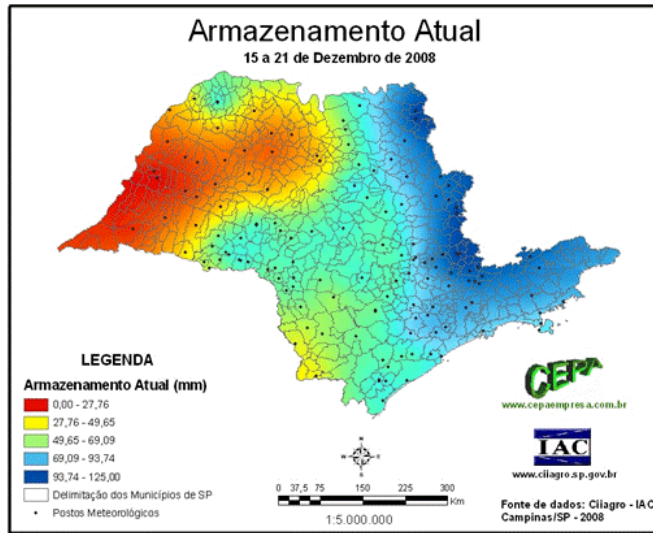 Armazenamento Atual
15 a 21 de Dezembro de 2008
LEGENDA
Armazenamento Atual (mm)
0,00 - 27,76
27,76 - 49,65
49,65 - 69,09
69,09 - 93,74
93,74 - 125,00
Delimitação dos Municípios de SP
Postos Meteorológicos
N
W E
S
0 37,5 75 150 225 300
Km
1:5.000.000
CEPA
www.cepaempresa.com.br
IAC
www.ciiagro.sp.gov.br
Fonte de dados: Ciiagro - IAC
Campinas/SP - 2008